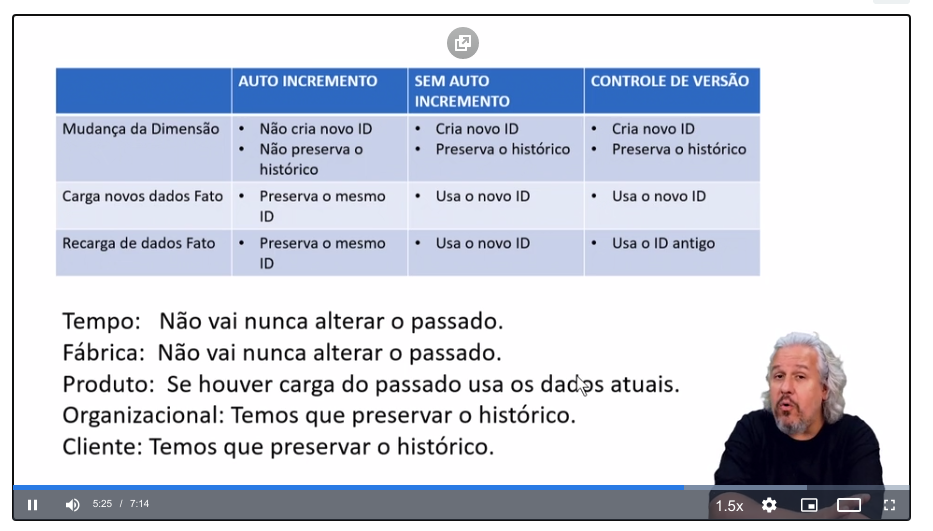 AUTO INCREMENTO
SEM AUTO
INCREMENTO
CONTROLE DE VERSÃO
Mudança da Dimensão
• Não cria novo ID
• Não preserva o
histórico
• Cria novo ID
• Preserva o histórico
• Cria novo ID
• Preserva o histórico
Carga novos dados Fato
• Preserva o mesmo
ID
• Usa o novo ID
• Usa o novo ID
Recarga de dados Fato
• Preserva o mesmo
ID
• Usa o novo ID
• Usa o ID antigo
Tempo: Não vai nunca alterar o passado.
Fábrica: Não vai nunca alterar o passado.
Produto: Se houver carga do passado usa os dados atuais.
Organizacional: Temos que preservar o histórico.
Cliente: Temos que preservar o histórico.
5:25 / 7:14
1.5x